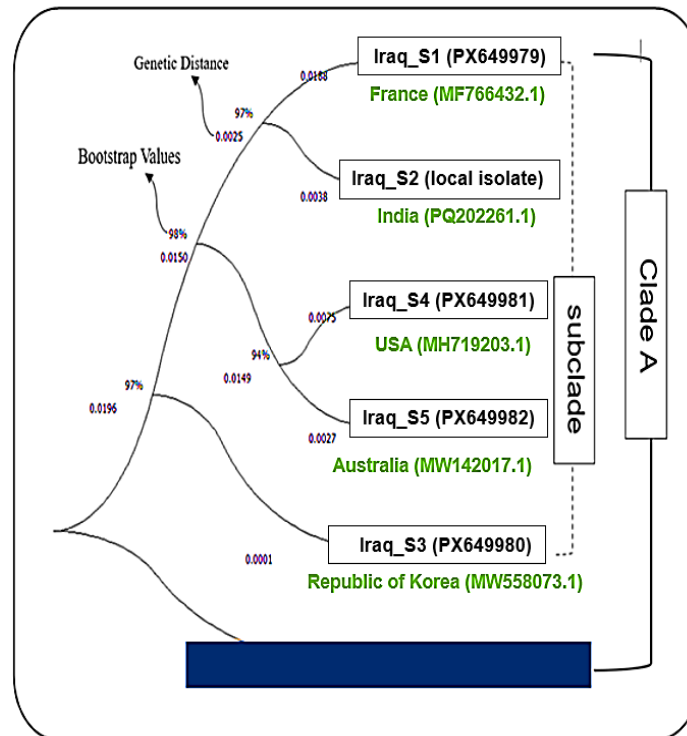 Iraq_S1 (PX649979)
Genetic Distance
0.0188
France (MF766432.1)
97%
0.0025
Bootstrap Values
Iraq_S2 (local isolate)
0.0038
India (PQ202261.1)
98%
0.0150
Iraq_S4 (PX649981)
0.0075
USA (MH719203.1)
94%
0.0149
97%
0.0196
Iraq_S5 (PX649982)
0.0027
Australia (MW142017.1)
Iraq_S3 (PX649980)
0.0001
Republic of Korea (MW558073.1)
subclade
Clade A